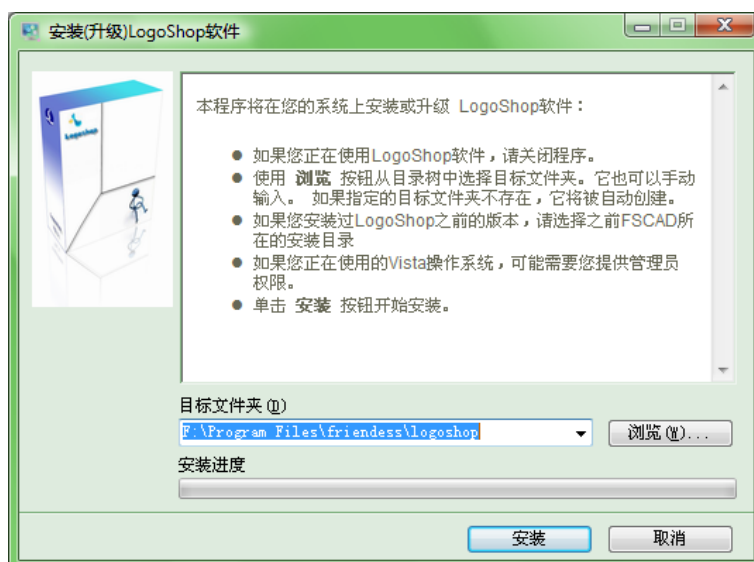 安装(升级)LogoShop软件
Logoshop
本程序将在您的系统上安装或升级 LogoShop软件：
● 如果您正在使用LogoShop软件，请关闭程序。
● 使用 浏览 按钮从目录树中选择目标文件夹。它也可以手动
输入。 如果指定的目标文件夹不存在，它将被自动创建。
● 如果您安装过LogoShop之前的版本，请选择之前FSCAD所
在的安装目录
● 如果您正在使用的Vista操作系统，可能需要您提供管理员
权限。
● 单击 安装 按钮开始安装。
目标文件夹(D)
F:\Program Files\friendess\logoshop
浏览(W)...
安装进度
安装
取消